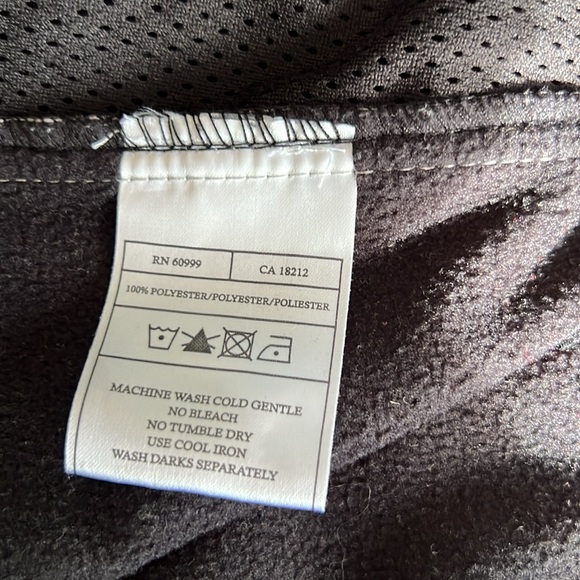 RN 60999 CA 18212
100% POLYESTER/POLYESTER/POLIESTER
MACHINE WASH COLD GENTLE
NO BLEACH
NO TUMBLE DRY
USE COOL IRON
WASH DARKS SEPARATELY